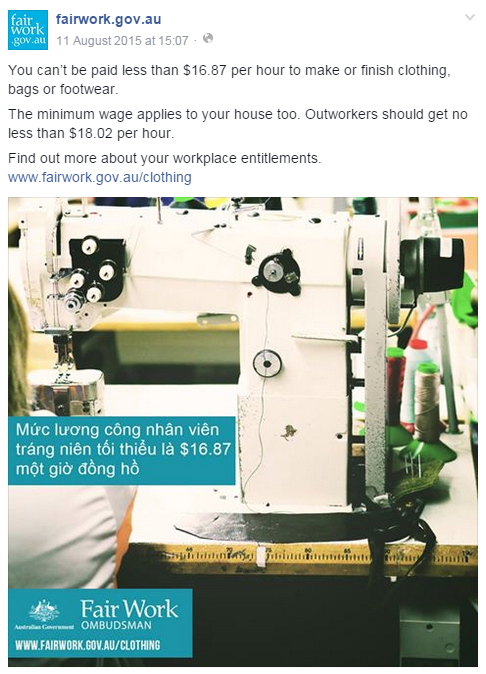 fair
work
.gov.au
fairwork.gov.au
11 August 2015 at 15:07 ·
You can't be paid less than $16.87 per hour to make or finish clothing,
bags or footwear.
The minimum wage applies to your house too. Outworkers should get no
less than $18.02 per hour.
Find out more about your workplace entitlements.
www.fairwork.gov.au/clothing
Mức lương công nhân viên
tráng niên tối thiểu là $16.87
một giờ đồng hồ
Australian Government
Fair Work
OMBUDSMAN
WWW.FAIRWORK.GOV.AU/CLOTHING